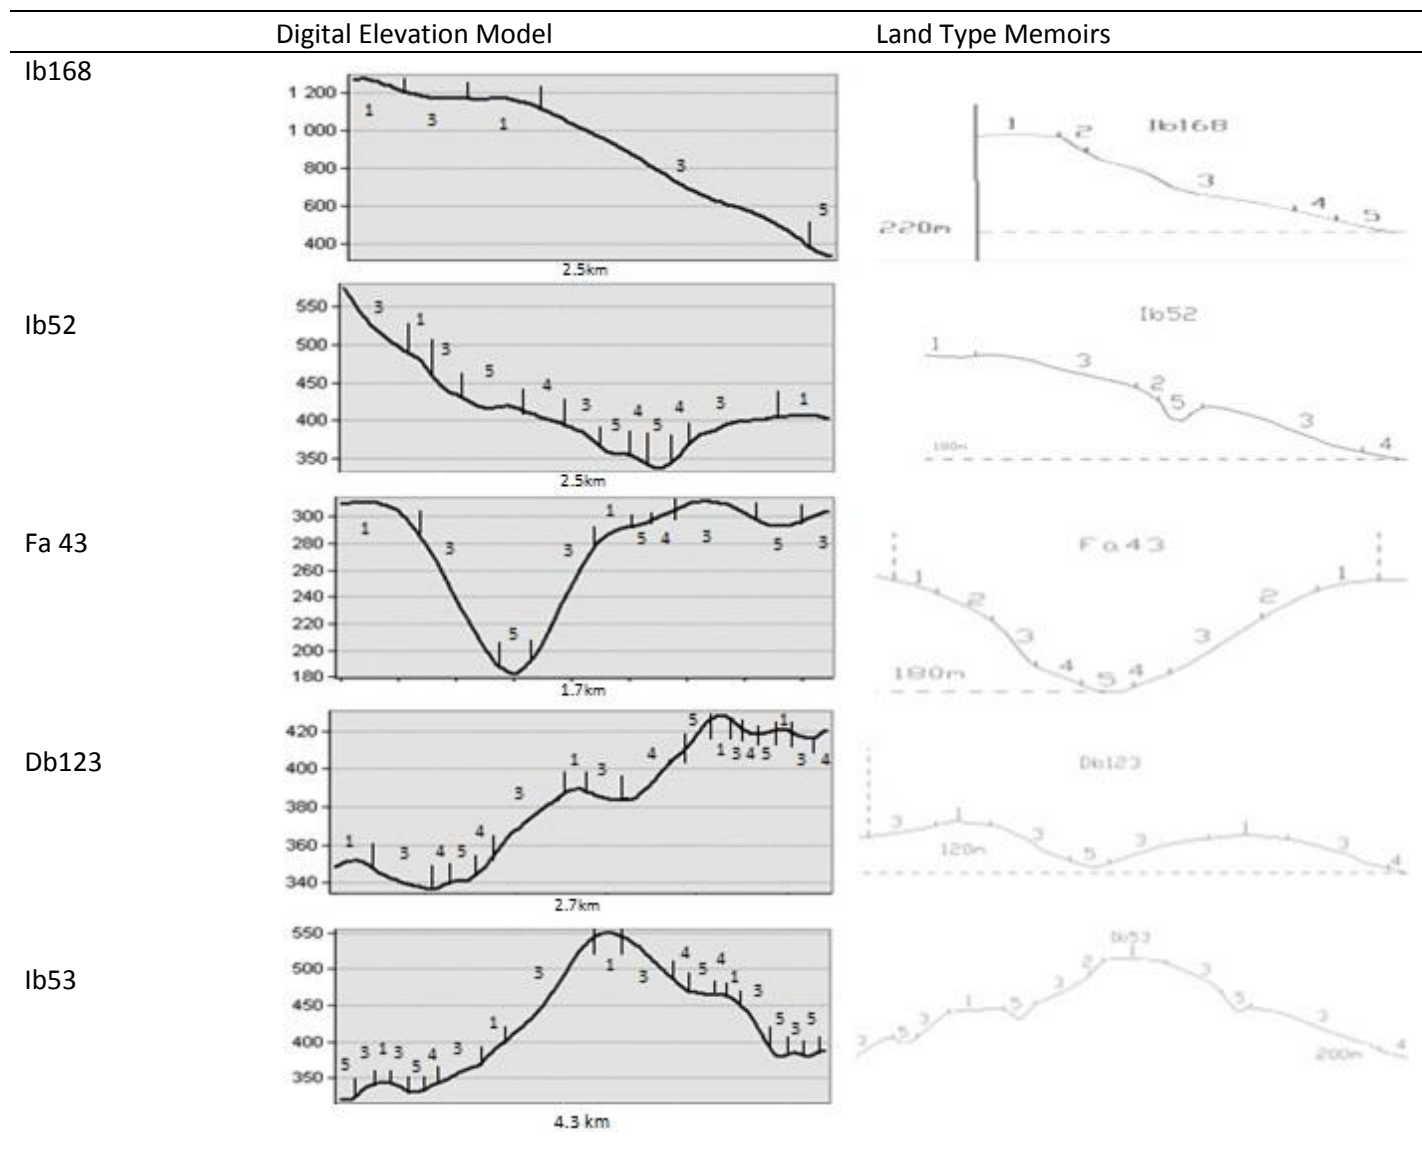 Digital Elevation Model Land Type Memoirs
Ib168
1 200
1 000
800
600
400
1 3 1 3 5
2.5km
1 2 Ib168
3 4 5
220m
Ib52
550
500
450
400
350
3 1 3 5 4 3 5 4 5 4 3 1
2.5km
Ib52
1 3 2 5 3 4
180m
Fa 43
300
280
260
240
220
200
180
1 3 5 3 1 5 4 3 5 3
1.7km
Fa43
1 2 3 4 5 4 3 2 1
180m
Db123
420
400
380
360
340
1 3 4 5 4 3 1 3 4 5 1 3 4 5 1 3 4
2.7km
Db123
3 1 3 5 3 1 3 4
120m
Ib53
550
500
450
400
350
5 3 1 3 5 4 3 1 3 1 3 4 5 4 1 3 5 3 5
4.3 km
Ib53
3 5 3 1 5 3 2 1 3 5 3 4
200m